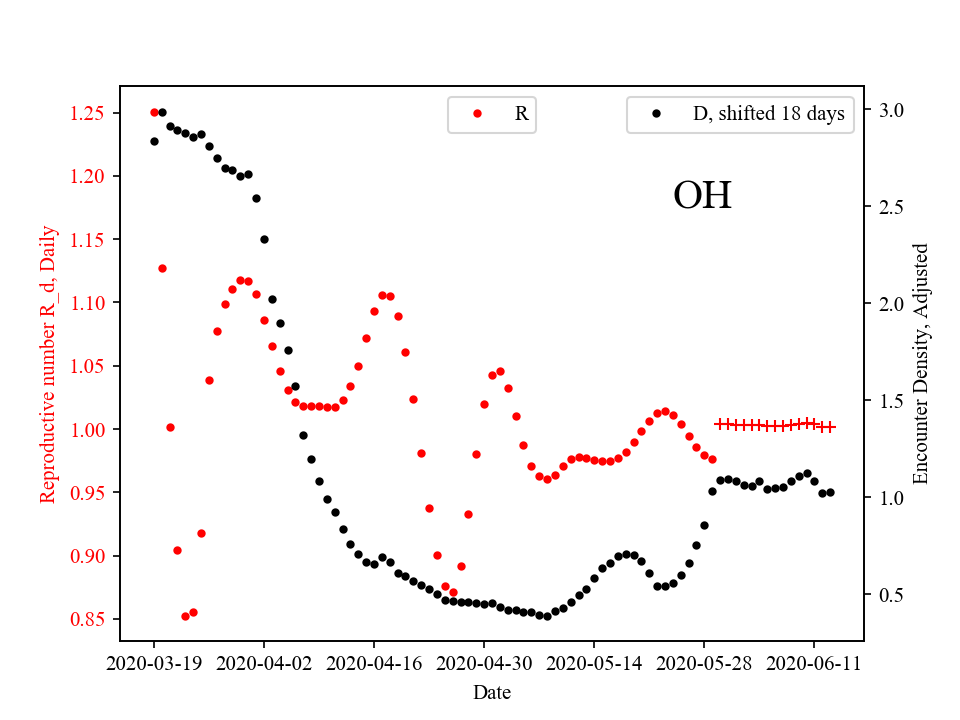 R
D, shifted 18 days
OH
Reproductive number R_d, Daily
1.25
1.20
1.15
1.10
1.05
1.00
0.95
0.90
0.85
3.0
2.5
2.0
1.5
1.0
0.5
Encounter Density, Adjusted
2020-03-19 2020-04-02 2020-04-16 2020-04-30 2020-05-14 2020-05-28 2020-06-11
Date